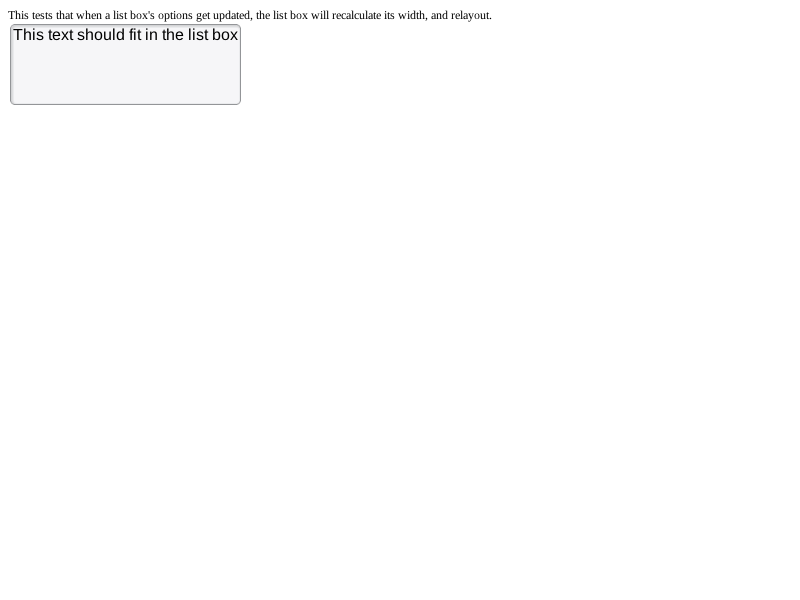 This tests that when a list box's options get updated, the list box will recalculate its width, and relayout.
This text should fit in the list box